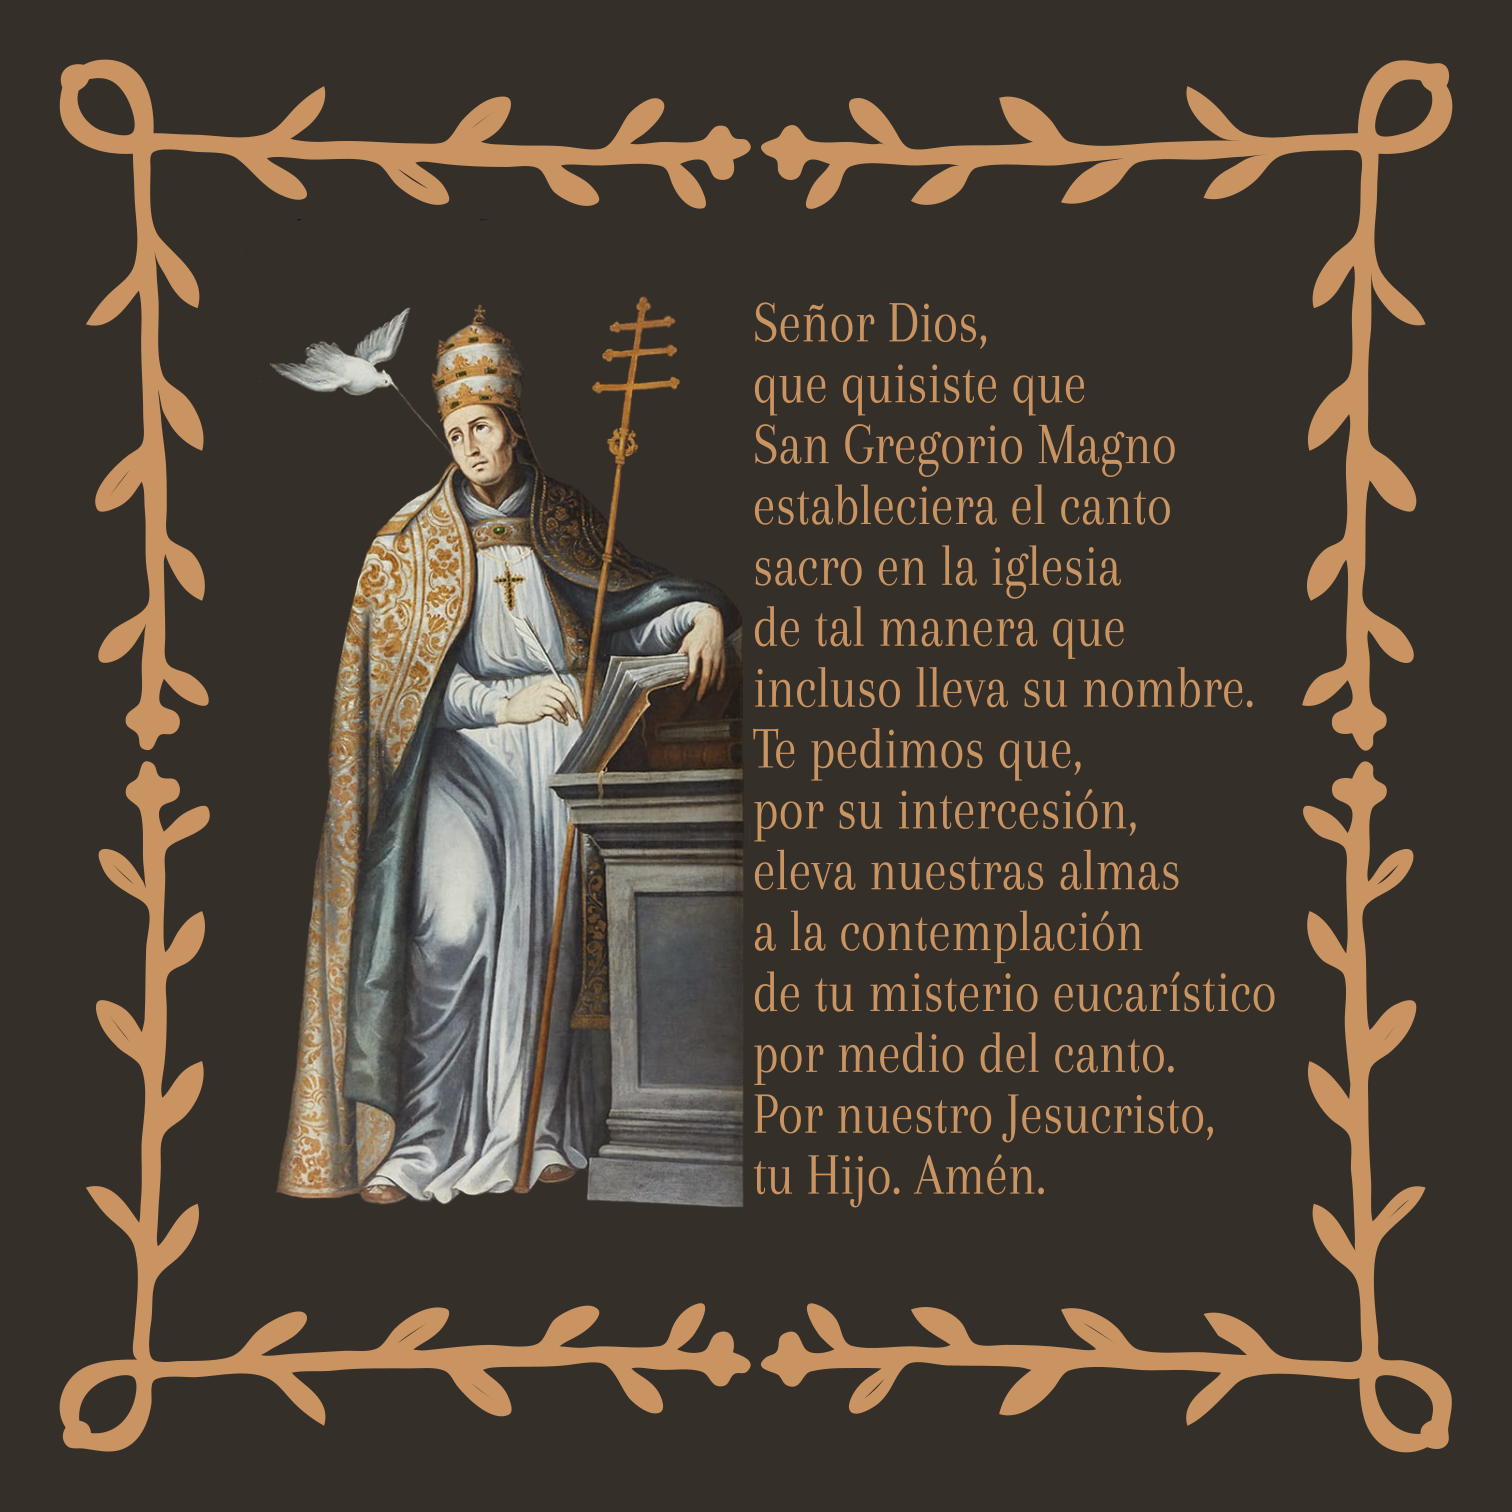 Señor Dios,
que quisiste que
San Gregorio Magno
estableciera el canto
sacro en la iglesia
de tal manera que
incluso lleva su nombre.
Te pedimos que,
por su intercesión,
eleva nuestras almas
a la contemplación
de tu misterio eucarístico
por medio del canto.
Por nuestro Jesucristo,
tu Hijo. Amén.